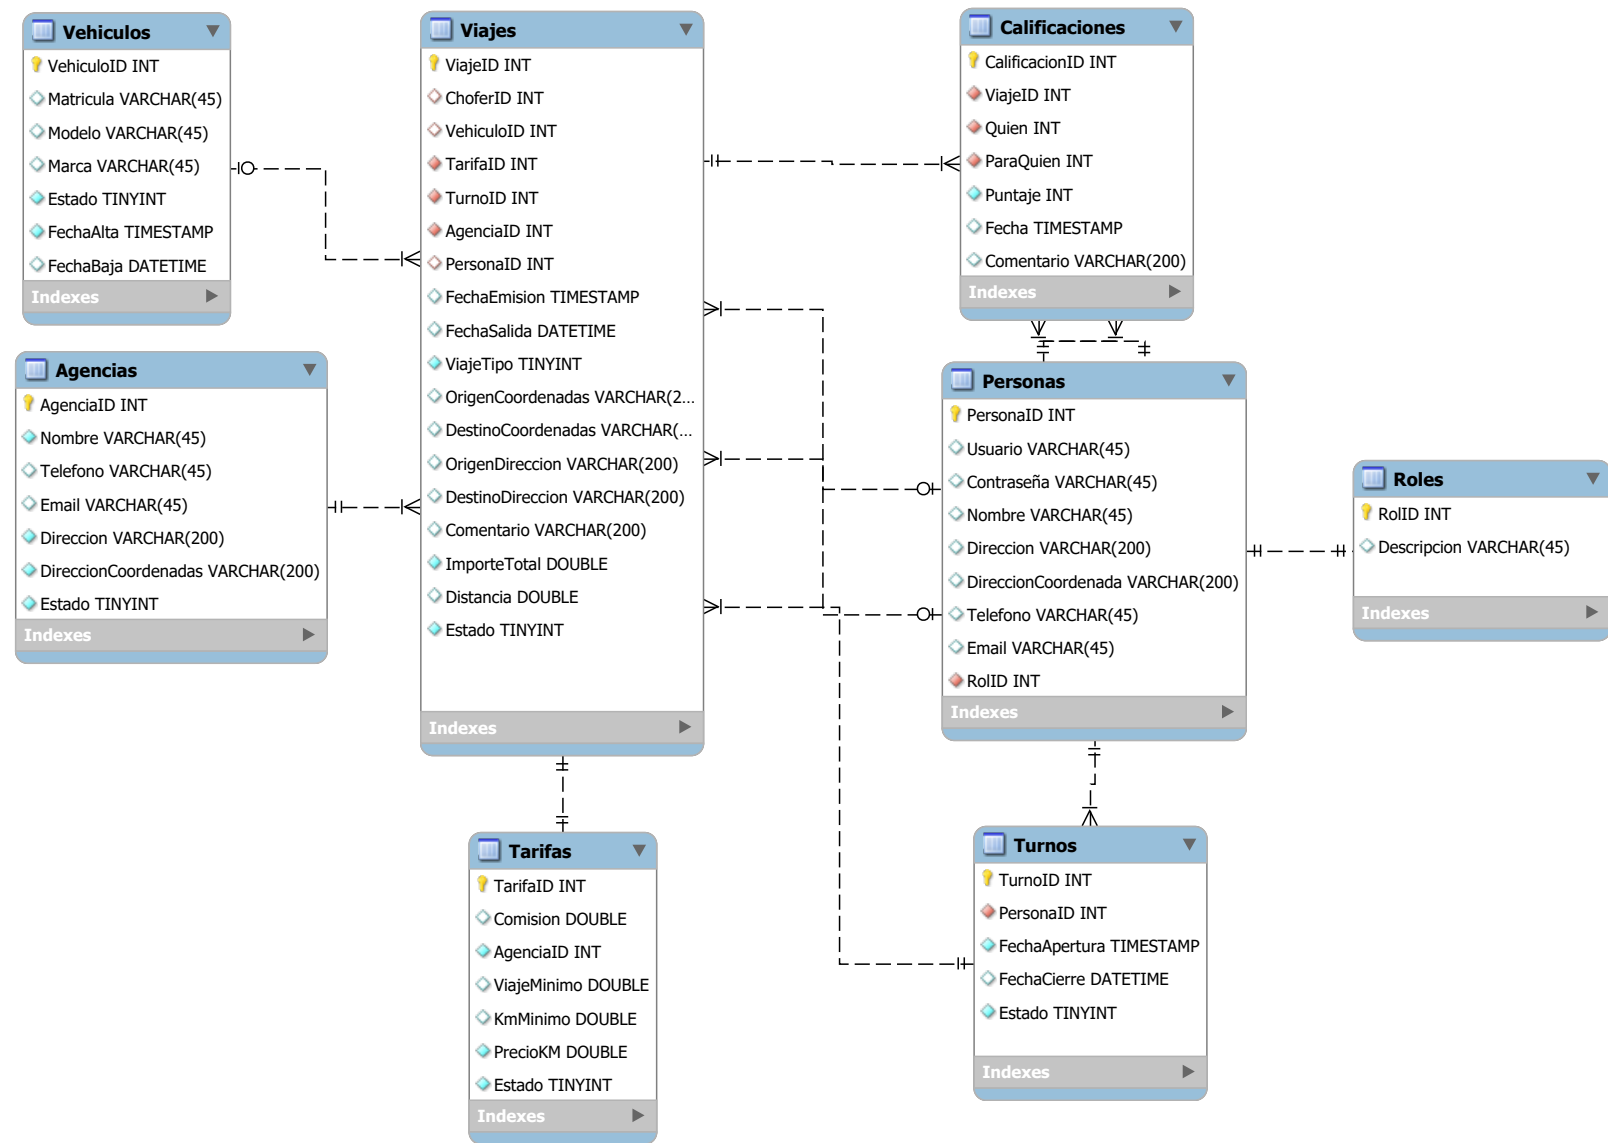 Vehiculos
VehiculoID INT
Matricula VARCHAR(45)
Modelo VARCHAR(45)
Marca VARCHAR(45)
Estado TINYINT
FechaAlta TIMESTAMP
FechaBaja DATETIME
Indexes
Agencias
AgenciaID INT
Nombre VARCHAR(45)
Telefono VARCHAR(45)
Email VARCHAR(45)
Direccion VARCHAR(200)
DireccionCoordenadas VARCHAR(200)
Estado TINYINT
Indexes
Viajes
ViajeID INT
ChoferID INT
VehiculoID INT
TarifaID INT
TurnoID INT
AgenciaID INT
PersonaID INT
FechaEmision TIMESTAMP
FechaSalida DATETIME
ViajeTipo TINYINT
OrigenCoordenadas VARCHAR(2...
DestinoCoordenadas VARCHAR(...
OrigenDireccion VARCHAR(200)
DestinoDireccion VARCHAR(200)
Comentario VARCHAR(200)
ImporteTotal DOUBLE
Distancia DOUBLE
Estado TINYINT
Indexes
Tarifas
TarifaID INT
Comision DOUBLE
AgenciaID INT
ViajeMinimo DOUBLE
KmMinimo DOUBLE
PrecioKM DOUBLE
Estado TINYINT
Indexes
Calificaciones
CalificacionID INT
ViajeID INT
Quien INT
ParaQuien INT
Puntaje INT
Fecha TIMESTAMP
Comentario VARCHAR(200)
Indexes
Personas
PersonaID INT
Usuario VARCHAR(45)
Contraseña VARCHAR(45)
Nombre VARCHAR(45)
Direccion VARCHAR(200)
DireccionCoordenada VARCHAR(200)
Telefono VARCHAR(45)
Email VARCHAR(45)
RolID INT
Indexes
Turnos
TurnoID INT
PersonaID INT
FechaApertura TIMESTAMP
FechaCierre DATETIME
Estado TINYINT
Indexes
Roles
RolID INT
Descripcion VARCHAR(45)
Indexes